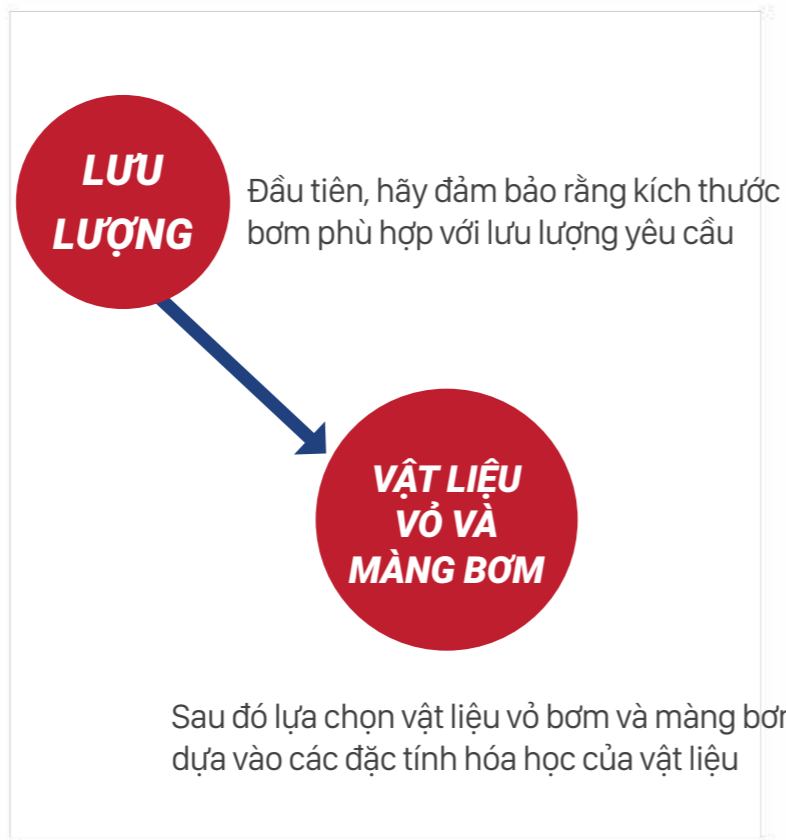 LƯU
LƯỢNG
Đầu tiên, hãy đảm bảo rằng kích thước
bơm phù hợp với lưu lượng yêu cầu
VẬT LIỆU
VỎ VÀ
MÀNG BƠM
Sau đó lựa chọn vật liệu vỏ bơm và màng bơm
dựa vào các đặc tính hóa học của vật liệu